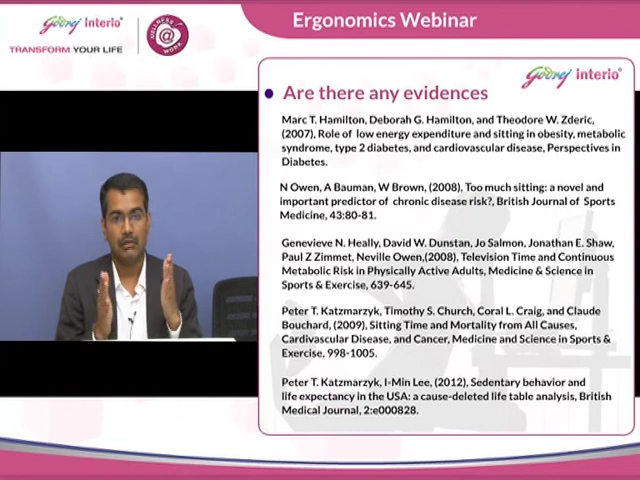 Godrej interio
TRANSFORM YOUR LIFE
WELLNESS @ WORK
Ergonomics Webinar
Godrej interio
Are there any evidences
Marc T. Hamilton, Deborah G. Hamilton, and Theodore W. Zderic,
(2007), Role of low energy expenditure and sitting in obesity, metabolic
syndrome, type 2 diabetes, and cardiovascular disease, Perspectives in
Diabetes.
N Owen, A Bauman, W Brown, (2008), Too much sitting: a novel and
important predictor of chronic disease risk?, British Journal of Sports
Medicine, 43:80-81.
Genevieve N. Heally, David W. Dunstan, Jo Salmon, Jonathan E. Shaw,
Paul Z Zimmet, Neville Owen,(2008), Television Time and Continuous
Metabolic Risk in Physically Active Adults, Medicine & Science in
Sports & Exercise, 639-645.
Peter T. Katzmarzyk, Timothy S. Church, Coral L. Craig, and Claude
Bouchard, (2009), Sitting Time and Mortality from All Causes,
Cardivascular Disease, and Cancer, Medicine and Science in Sports &
Exercise, 998-1005.
Peter T. Katzmarzyk, I-Min Lee, (2012), Sedentary behavior and
life expectancy in the USA: a cause-deleted life table analysis, British
Medical Journal, 2:e000828.